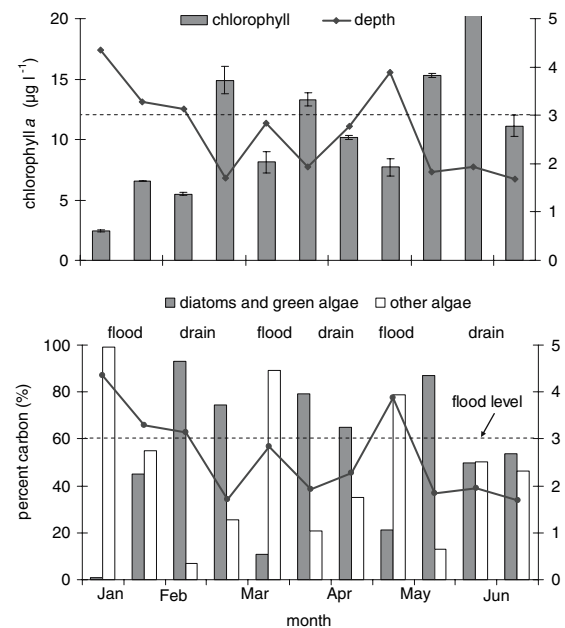 chlorophyll depth
20 5
15 4
3
10
2
5
1
0 0
chlorophyll a (µg l⁻¹)
diatoms and green algae other algae
flood drain flood drain flood drain
100 5
80 4
flood level
60 3
40 2
20 1
0 0
percent carbon (%)
Jan Feb Mar Apr May Jun
month